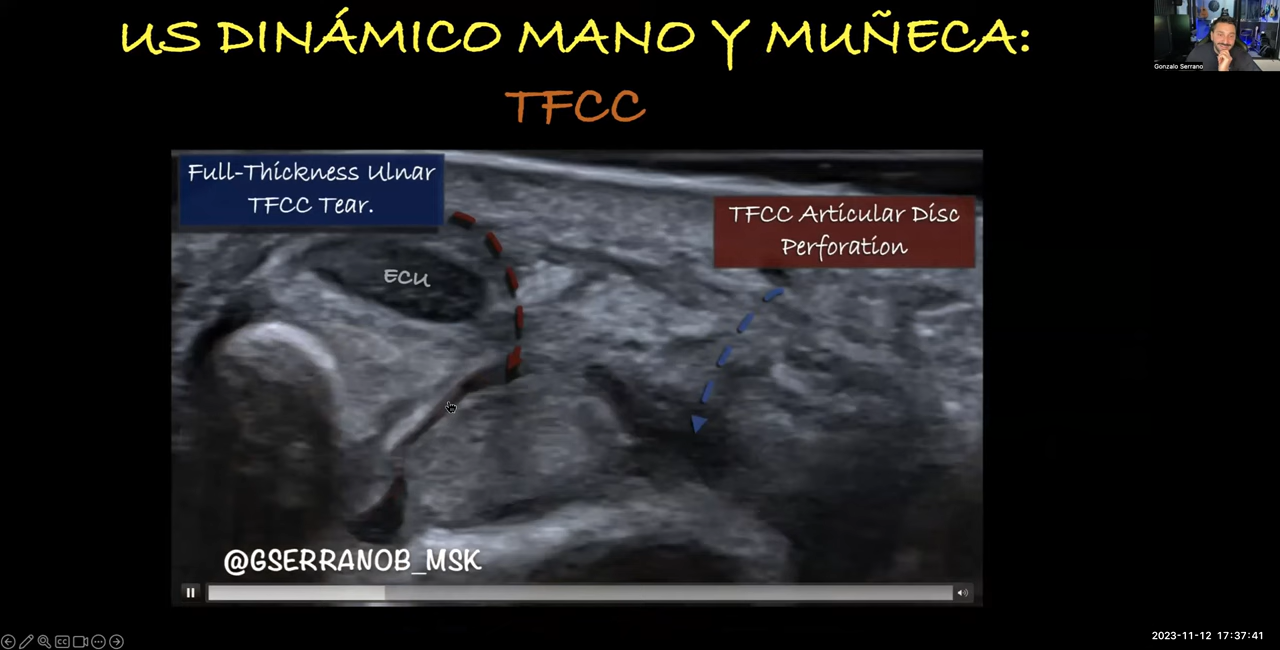 US DINÁMICO MANO Y MUÑECA:
TFCC
Gonzalo Serrano
Full-Thickness Ulnar
TFCC Tear.
TFCC Articular Disc
Perforation
ECU
@GSERRANOB_MSK
2023-11-12 17:37:41